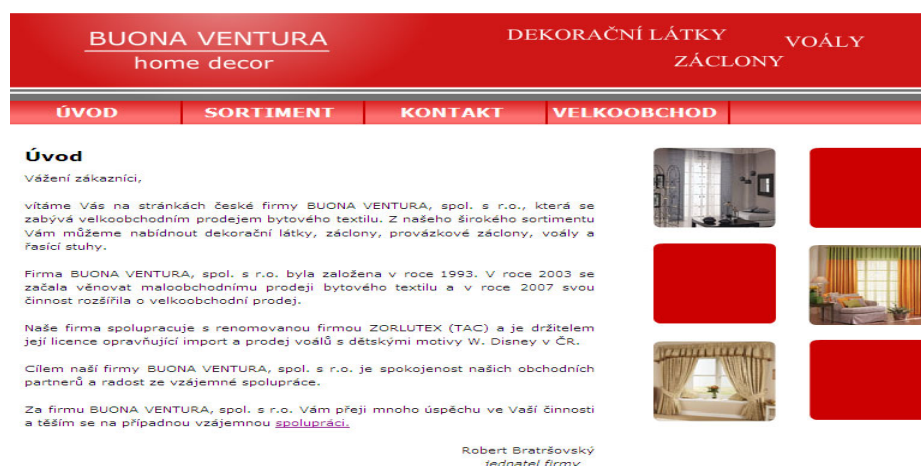 BUONA VENTURA
home decor
DEKORAČNÍ LÁTKY
VOÁLY
ZÁCLONY
ÚVOD SORTIMENT KONTAKT VELKOOBCHOD
Úvod
Vážení zákazníci,
vítáme Vás na stránkách české firmy BUONA VENTURA, spol. s r.o., která se
zabývá velkoobchodním prodejem bytového textilu. Z našeho širokého sortimentu
Vám můžeme nabídnout dekorační látky, záclony, provázkové záclony, voály a
řasící stuhy.
Firma BUONA VENTURA, spol. s r.o. byla založena v roce 1993. V roce 2003 se
začala věnovat maloobchodnímu prodeji bytového textilu a v roce 2007 svou
činnost rozšířila o velkoobchodní prodej.
Naše firma spolupracuje s renomovanou firmou ZORLUTEX (TAC) a je držitelem
její licence opravňující import a prodej voálů s dětskými motivy W. Disney v ČR.
Cílem naší firmy BUONA VENTURA, spol. s r.o. je spokojenost našich obchodních
partnerů a radost ze vzájemné spolupráce.
Za firmu BUONA VENTURA, spol. s r.o. Vám přeji mnoho úspěchu ve Vaší činnosti
a těším se na případnou vzájemnou spolupráci.
Robert Bratršovský
jednatel firmy